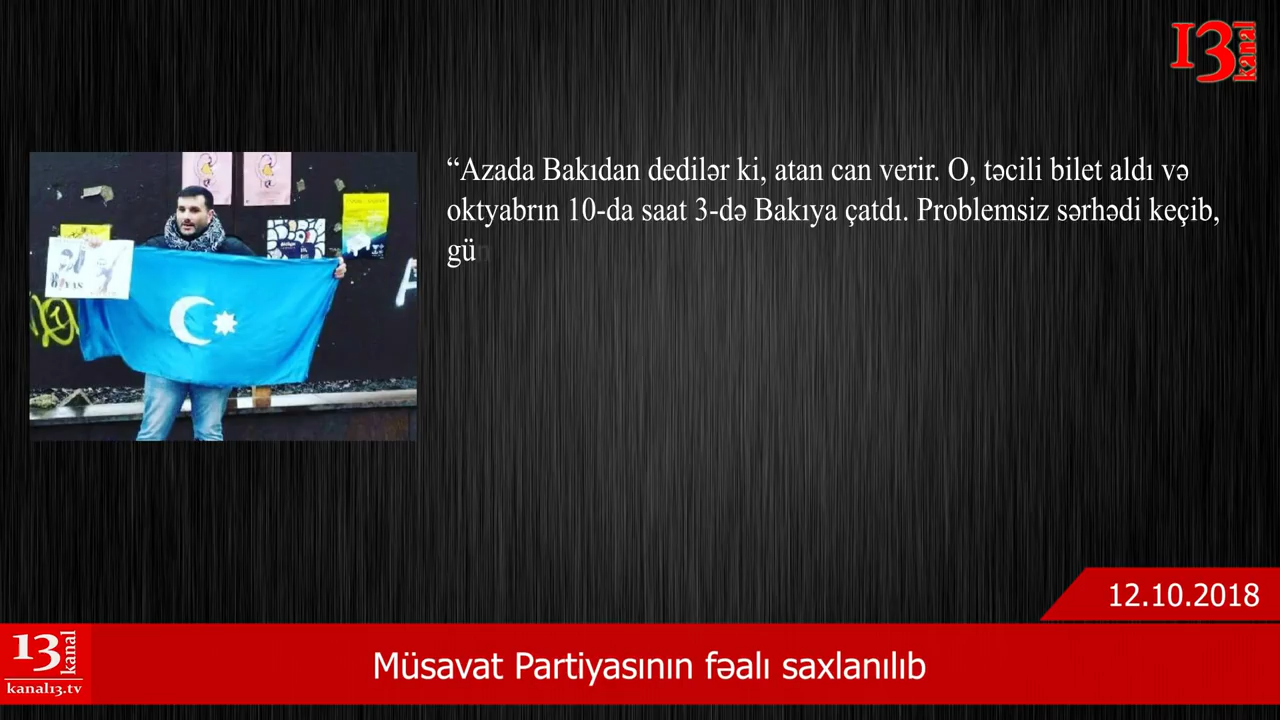 13 kanal
“Azada Bakıdan dedilər ki, atan can verir. O, təcili bilet aldı və
oktyabrın 10-da saat 3-də Bakıya çatdı. Problemsiz sərhədi keçib,
gün
12.10.2018
13 kanal
kanal13.tv
Müsavat Partiyasının fəalı saxlanılıb